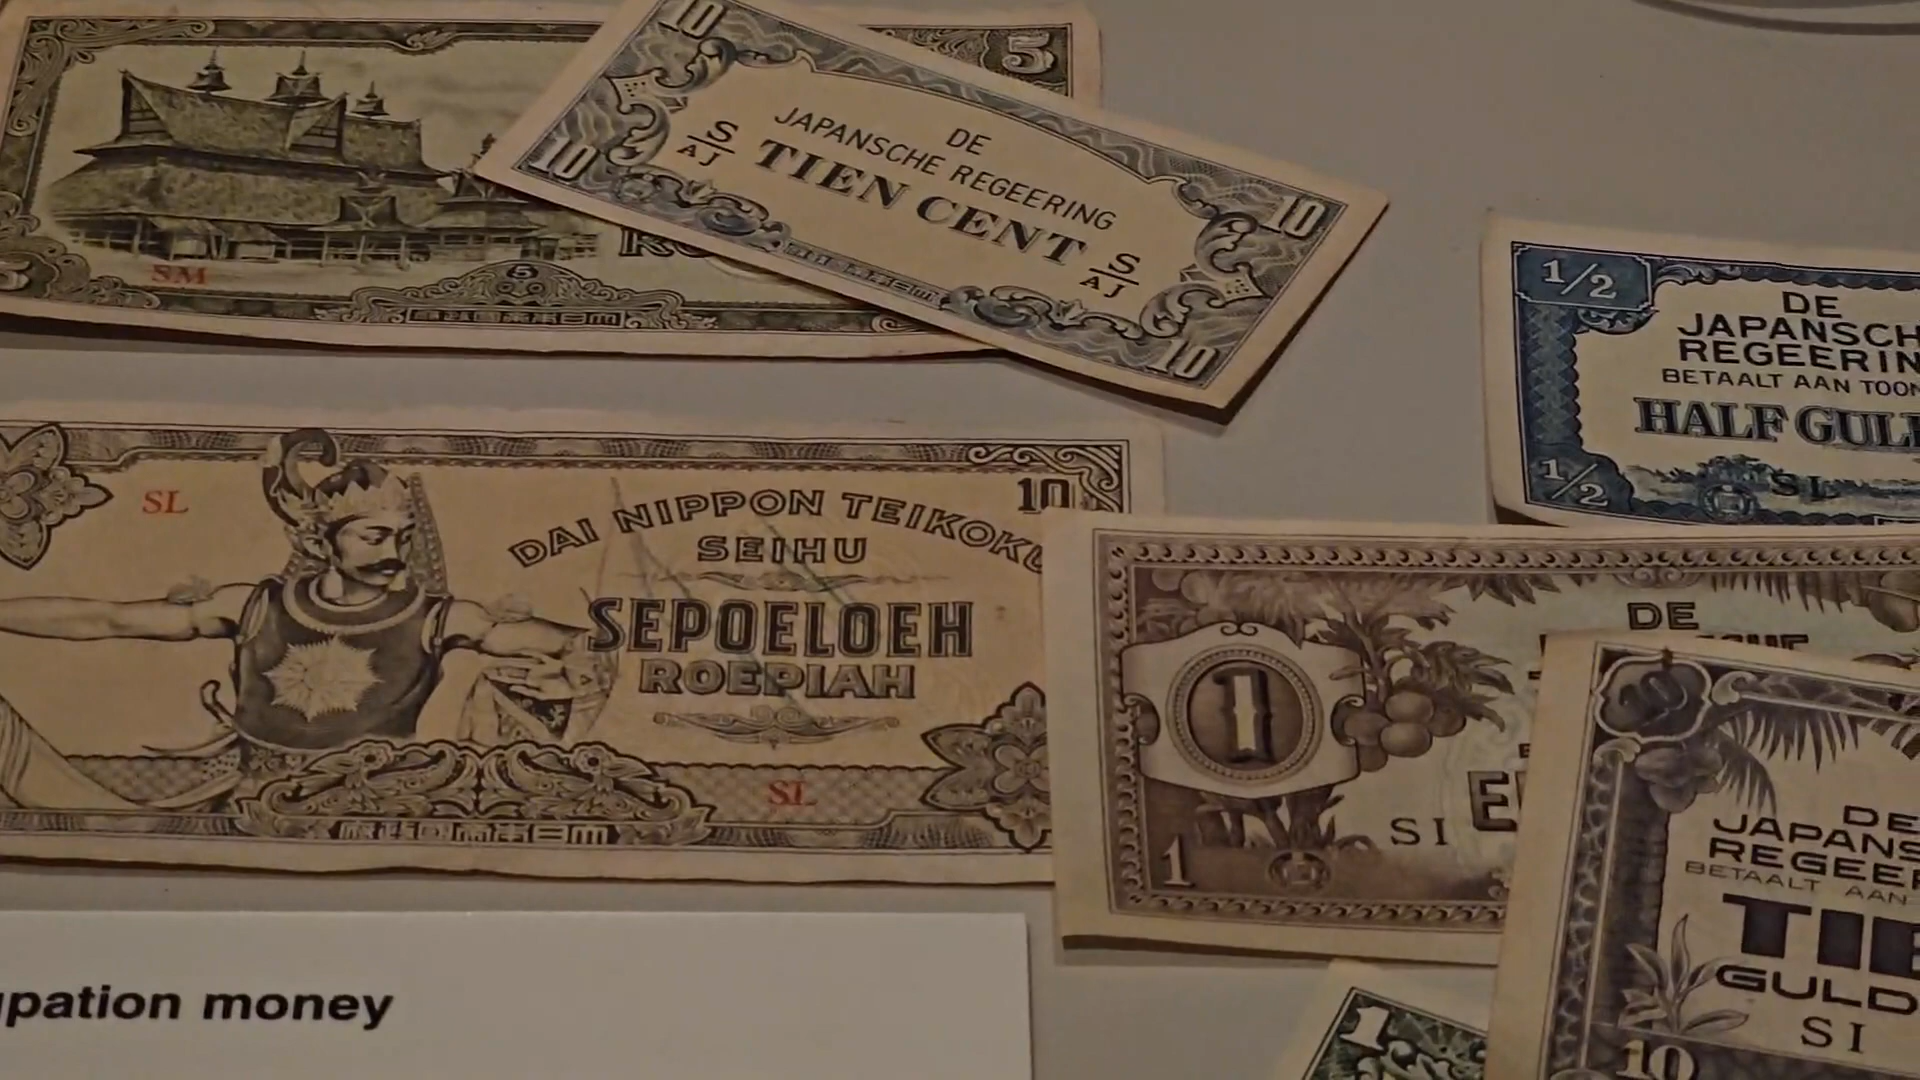 5
SM
5
10
DE
JAPANSCHE REGEERING
TIEN CENT
S
AJ
S
AJ
10
10
10
1/2
DE
JAPANSCH
REGEERIN
BETAALT AAN TOON
HALF GUL
1/2
SL
SL
10
DAI NIPPON TEIKOKU
SEIHU
SEPOELOEH
ROEPIAH
SL
DE
1
SI
1
10
DE
JAPANS
REGEER
BETAALT AAN
TIE
GULD
SI
10
1
pation money